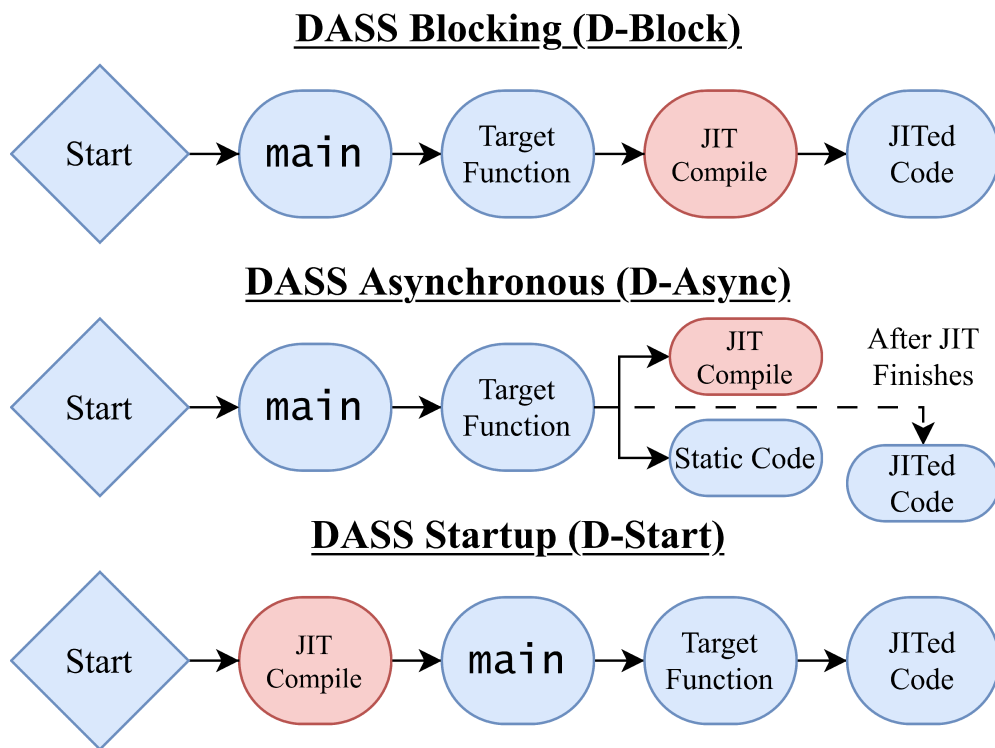 DASS Blocking (D-Block)
Start
main
Target
Function
JIT
Compile
JITed
Code
DASS Asynchronous (D-Async)
Start
main
Target
Function
JIT
Compile
Static Code
After JIT
Finishes
JITed
Code
DASS Startup (D-Start)
Start
JIT
Compile
main
Target
Function
JITed
Code